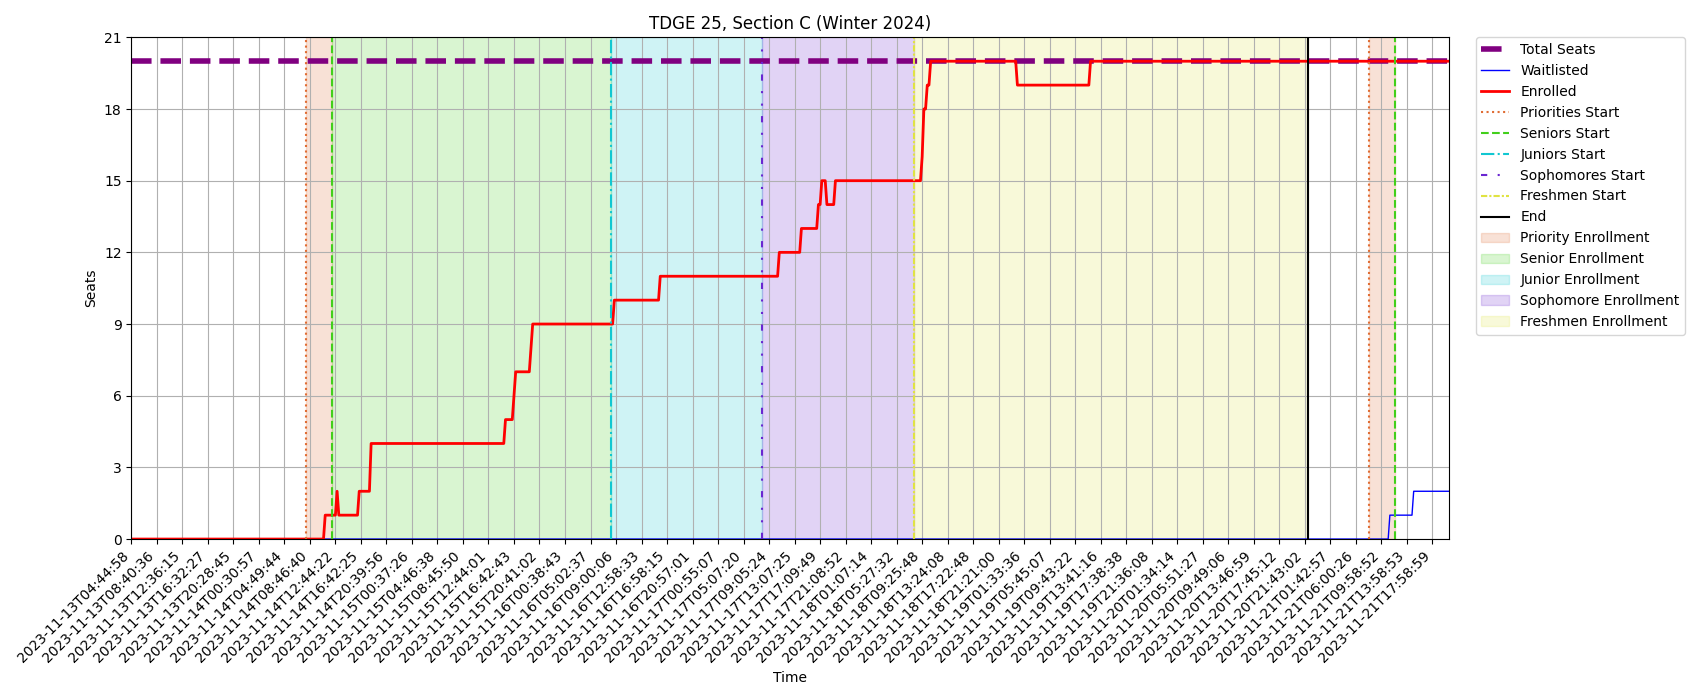 TDGE 25, Section C (Winter 2024)
21
18
15
12
9
6
3
0
Seats
2023-11-13T04:44:58
2023-11-13T08:40:36
2023-11-13T12:36:15
2023-11-13T16:32:27
2023-11-13T20:28:45
2023-11-14T00:30:57
2023-11-14T04:49:44
2023-11-14T08:46:40
2023-11-14T12:44:22
2023-11-14T16:42:25
2023-11-14T20:39:56
2023-11-15T00:37:26
2023-11-15T04:46:38
2023-11-15T08:45:50
2023-11-15T12:44:01
2023-11-15T16:42:43
2023-11-15T20:41:02
2023-11-16T00:38:43
2023-11-16T05:02:37
2023-11-16T09:00:06
2023-11-16T12:58:33
2023-11-16T16:58:15
2023-11-16T20:57:01
2023-11-17T00:55:07
2023-11-17T05:07:20
2023-11-17T09:05:24
2023-11-17T13:07:25
2023-11-17T17:09:49
2023-11-17T21:08:52
2023-11-18T01:07:14
2023-11-18T05:27:32
2023-11-18T09:25:48
2023-11-18T13:24:08
2023-11-18T17:22:48
2023-11-18T21:21:00
2023-11-19T01:33:36
2023-11-19T05:45:07
2023-11-19T09:43:22
2023-11-19T13:41:16
2023-11-19T17:38:38
2023-11-19T21:36:08
2023-11-20T01:34:14
2023-11-20T05:51:27
2023-11-20T09:49:06
2023-11-20T13:46:59
2023-11-20T17:45:12
2023-11-20T21:43:02
2023-11-21T01:42:57
2023-11-21T06:00:26
2023-11-21T09:58:52
2023-11-21T13:58:53
2023-11-21T17:58:59
Time
Total Seats
Waitlisted
Enrolled
Priorities Start
Seniors Start
Juniors Start
Sophomores Start
Freshmen Start
End
Priority Enrollment
Senior Enrollment
Junior Enrollment
Sophomore Enrollment
Freshmen Enrollment